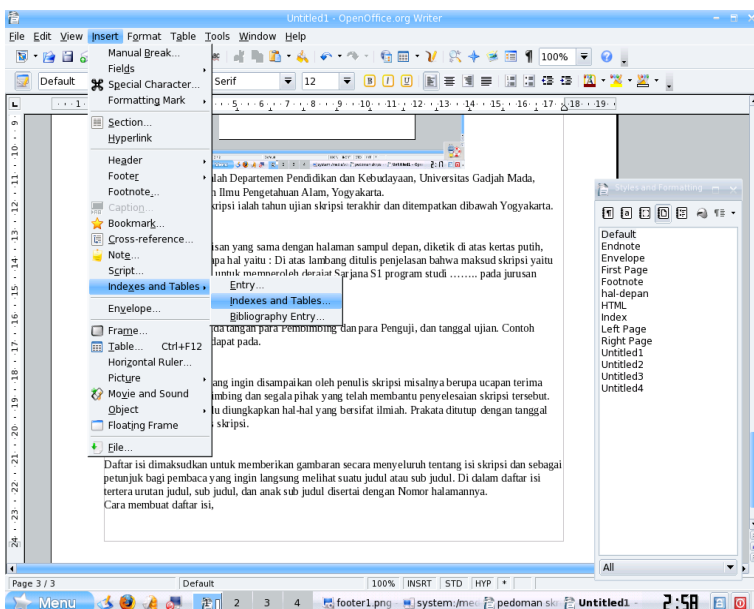 Untitled1 - OpenOffice.org Writer
File Edit View Insert Format Table Tools Window Help
100%
Default Serif 12
Manual Break...
Fields
Special Character...
Formatting Mark
Section...
Hyperlink
Header
Footer
Footnote...
Caption...
Bookmark...
Cross-reference...
Note...
Script...
Indexes and Tables
Envelope...
Frame...
Table... Ctrl+F12
Horizontal Ruler...
Picture
Movie and Sound
Object
Floating Frame
File...
Entry...
Indexes and Tables...
Bibliography Entry...
lah Departemen Pendidikan dan Kebudayaan, Universitas Gadjah Mada,
Ilmu Pengetahuan Alam, Yogyakarta.
kripsi ialah tahun ujian skripsi terakhir dan ditempatkan dibawah Yogyakarta.
isan yang sama dengan halaman sampul depan, diketik di atas kertas putih,
pa hal yaitu : Di atas lambang ditulis penjelasan bahwa maksud skripsi yaitu
untuk memperoleh derajat Sarjana S1 program studi …….. pada jurusan
da tangan para Pembimbing dan para Penguji, dan tanggal ujian. Contoh
dapat pada.
ang ingin disampaikan oleh penulis skripsi misalnya berupa ucapan terima
imbing dan segala pihak yang telah membantu penyelesaian skripsi tersebut.
lu diungkapkan hal-hal yang bersifat ilmiah. Prakata ditutup dengan tanggal
skripsi.
Daftar isi dimaksudkan untuk memberikan gambaran secara menyeluruh tentang isi skripsi dan sebagai
petunjuk bagi pembaca yang ingin langsung melihat suatu judul atau sub judul. Di dalam daftar isi
tertera urutan judul, sub judul, dan anak sub judul disertai dengan Nomor halamannya.
Cara membuat daftar isi,
Styles and Formatting
Default
Endnote
Envelope
First Page
Footnote
hal-depan
HTML
Index
Left Page
Right Page
Untitled1
Untitled2
Untitled3
Untitled4
All
Page 3 / 3 Default 100% INSRT STD HYP *
Menu 1 2 3 4 footer1.png system:/me pedoman sk Untitled1 - 2:58